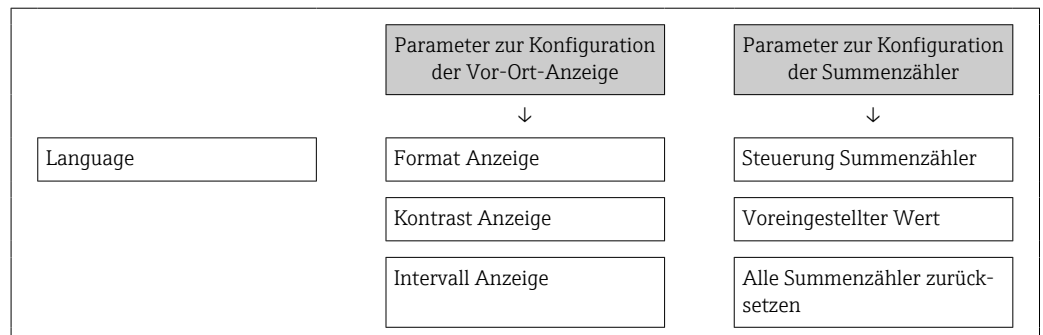 Parameter zur Konfiguration
der Vor-Ort-Anzeige
Parameter zur Konfiguration
der Summenzähler
↓
↓
Language
Format Anzeige
Steuerung Summenzähler
Kontrast Anzeige
Voreingestellter Wert
Intervall Anzeige
Alle Summenzähler zurück-
setzen